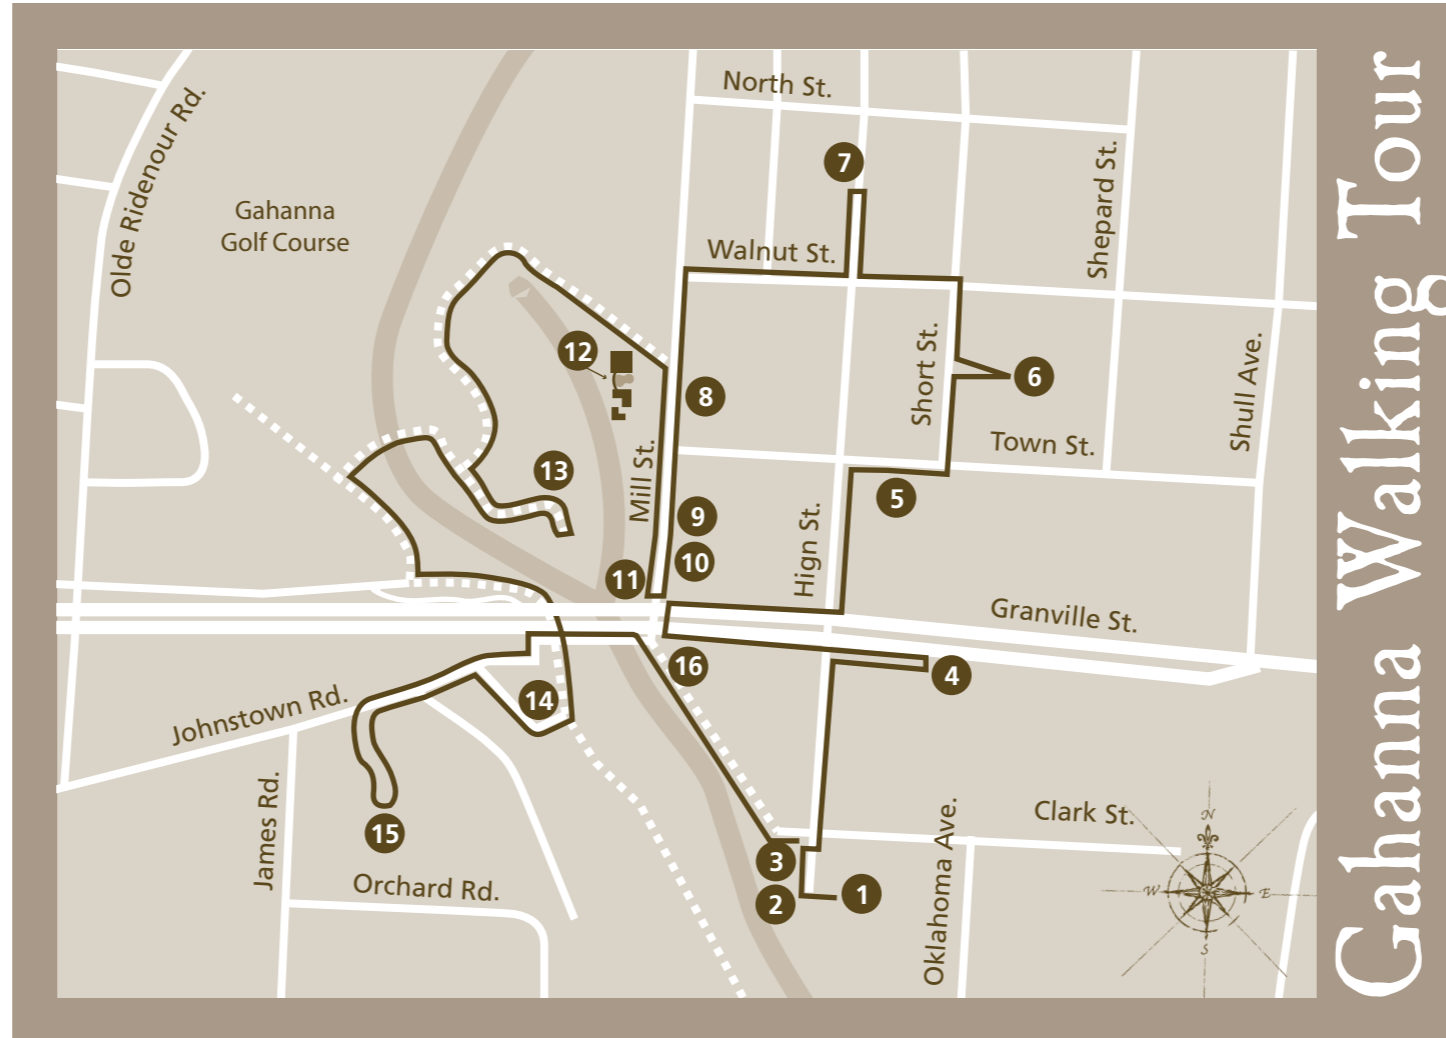 Gahanna Walking Tour
North St.
Olde Ridenour Rd.
7
Shepard St.
Gahanna
Golf Course
Walnut St.
12
6
8
Short St.
Shull Ave.
Town St.
13
Mill St.
5
9
Hign St.
10
11
Granville St.
16
4
14
Johnstown Rd.
James Rd.
15
Clark St.
Oklahoma Ave.
3
1
2
Orchard Rd.
N
W
E
S